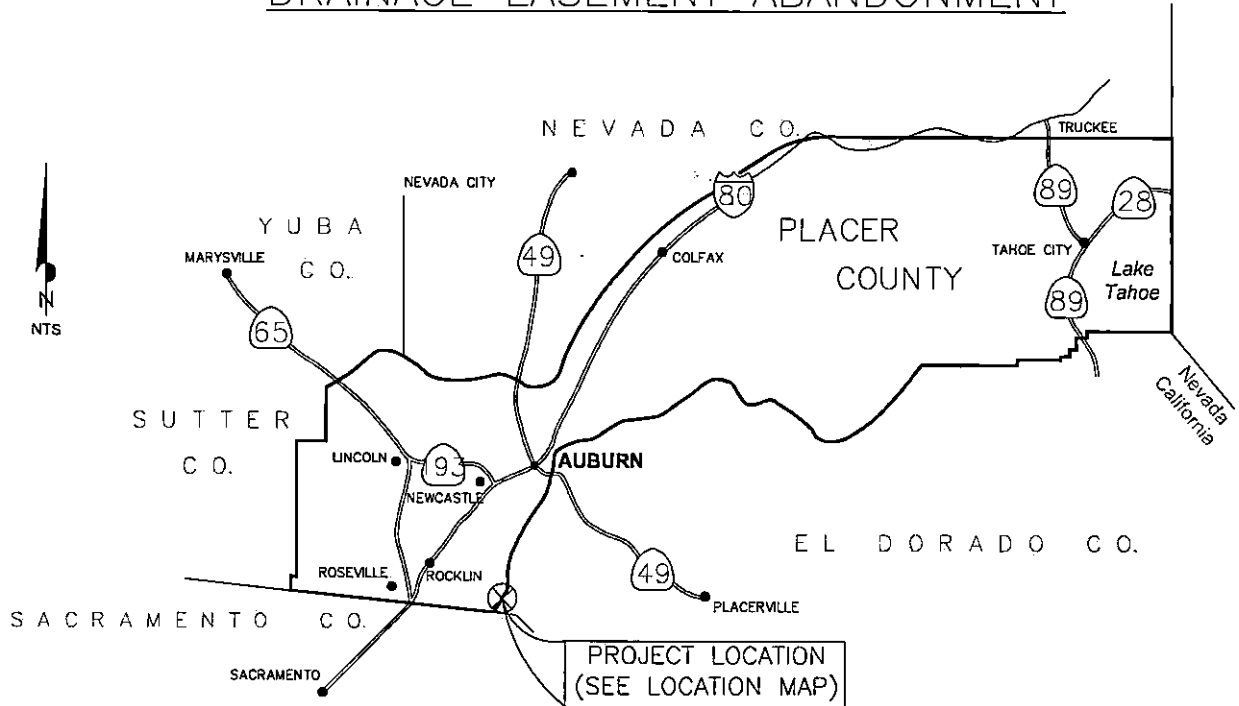 DRAINAGE EASEMENT ABANDONMENT
NEVADA CO.
TRUCKEE
NEVADA CITY
80
89
28
YUBA
CO.
MARYSVILLE
49
COLFAX
PLACER
COUNTY
TAHOE CITY
Lake
Tahoe
89
N
NTS
65
Nevada
California
SUTTER
CO.
LINCOLN
193
NEWCASTLE
AUBURN
EL DORADO CO.
ROSEVILLE
ROCKLIN
49
PLACERVILLE
SACRAMENTO CO.
SACRAMENTO
PROJECT LOCATION
(SEE LOCATION MAP)